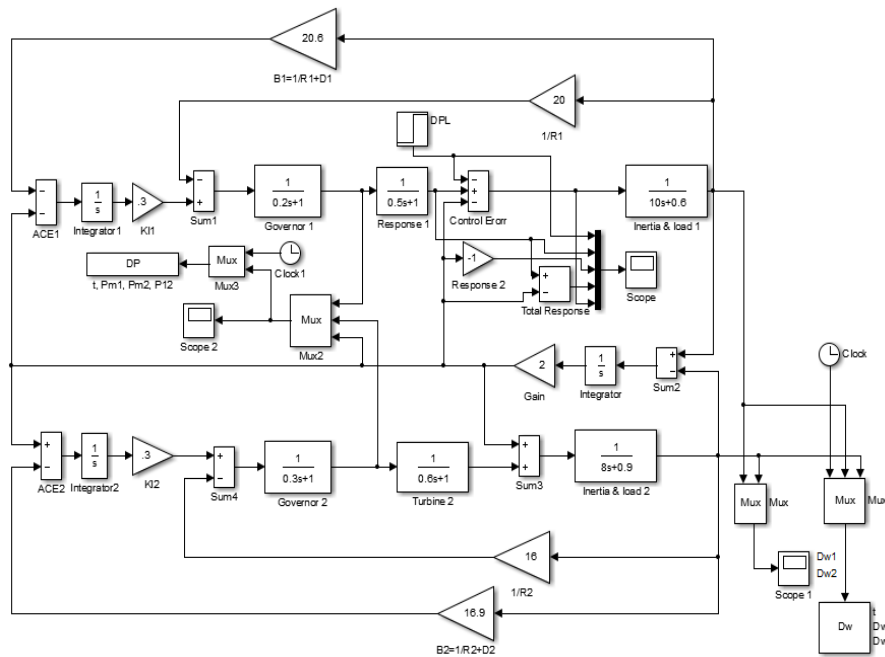 20.6
B1=1/R1+D1
20
1/R1
DPL
−
−
ACE1
1
s
Integrator1
.3
KI1
−
+
Sum1
1
0.2s+1
Governor 1
1
0.5s+1
Response 1
−
+
−
Control Erorr
1
10s+0.6
Inertia & load 1
DP
t, Pm1, Pm2, P12
Mux
Mux3
Clock1
-1
Response 2
+
−
Total Response
Scope
Scope 2
Mux
Mux2
2
Gain
1
s
Integrator
+
−
Sum2
Clock
+
−
ACE2
1
s
Integrator2
.3
KI2
+
−
Sum4
1
0.3s+1
Governor 2
1
0.6s+1
Turbine 2
+
+
Sum3
1
8s+0.9
Inertia & load 2
Mux
Mux
Mux
Mux
16
1/R2
Dw1
Dw2
Scope 1
16.9
B2=1/R2+D2
Dw
t
Dw
Dw